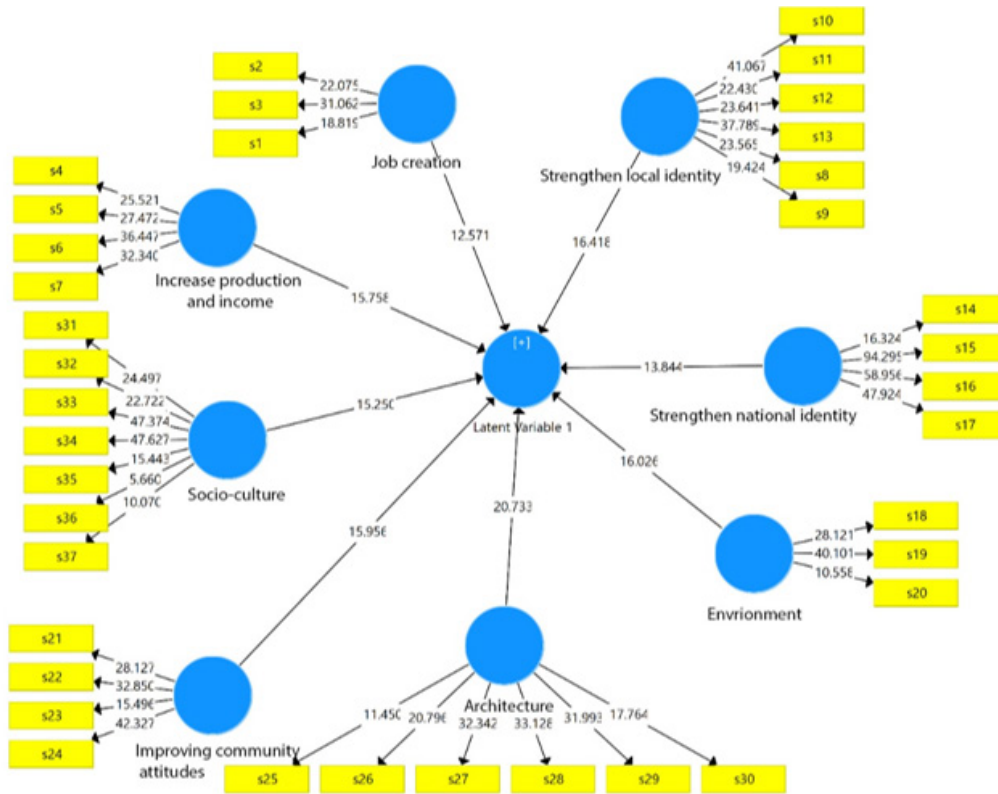 s10
s11
s12
s13
s8
s9
41.067
22.430
23.641
37.789
23.565
19.424
Strengthen local identity
16.418
s2
s3
s1
22.075
31.062
18.819
Job creation
12.571
s4
s5
s6
s7
25.521
27.472
36.447
32.340
Increase production
and income
15.758
s31
s32
s33
s34
s35
s36
s37
24.497
22.722
47.374
47.627
15.443
5.660
10.070
Socio-culture
15.250
[+]
Latent Variable 1
s14
s15
s16
s17
16.324
94.295
58.956
47.924
13.844
Strengthen national identity
s18
s19
s20
28.121
40.101
10.558
16.026
Envrionment
s21
s22
s23
s24
28.127
32.850
15.496
42.327
15.956
Improving community
attitudes
20.733
Architecture
11.450
20.796
32.342
33.128
31.993
17.764
s25
s26
s27
s28
s29
s30